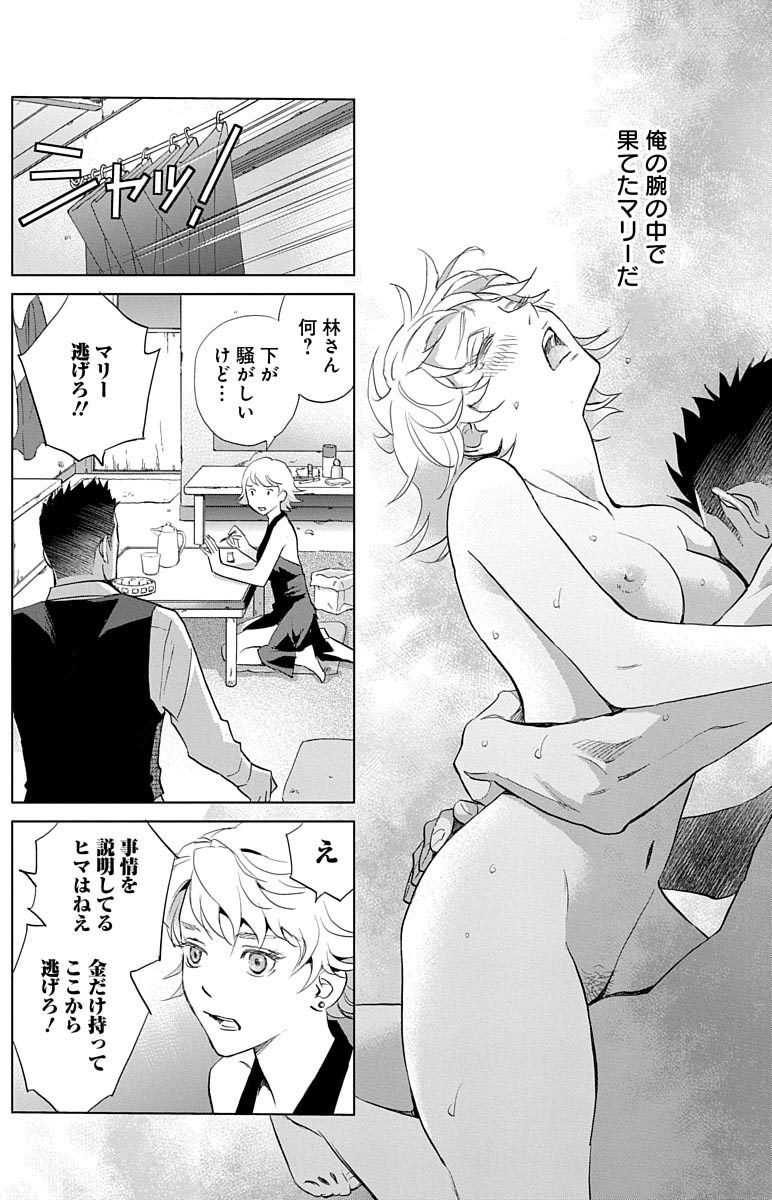 俺の腕の中で
果てたマリーだ
シャッ！
林さん
何？
下が
騒がしい
けど…
マリー
逃げろ!!
え
事情を
説明してる
ヒマはねえ
金だけ持って
ここから
逃げろ！